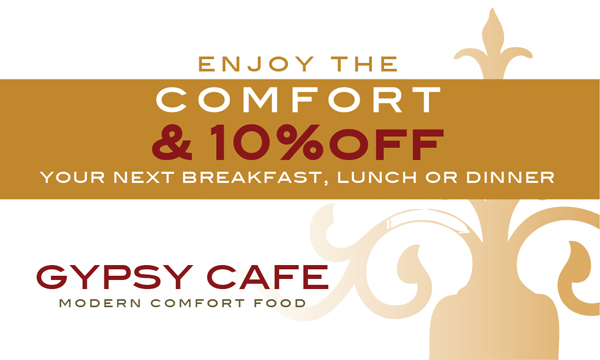 ENJOY THE
COMFORT
& 10%OFF
YOUR NEXT BREAKFAST, LUNCH OR DINNER
GYPSY CAFE
MODERN COMFORT FOOD